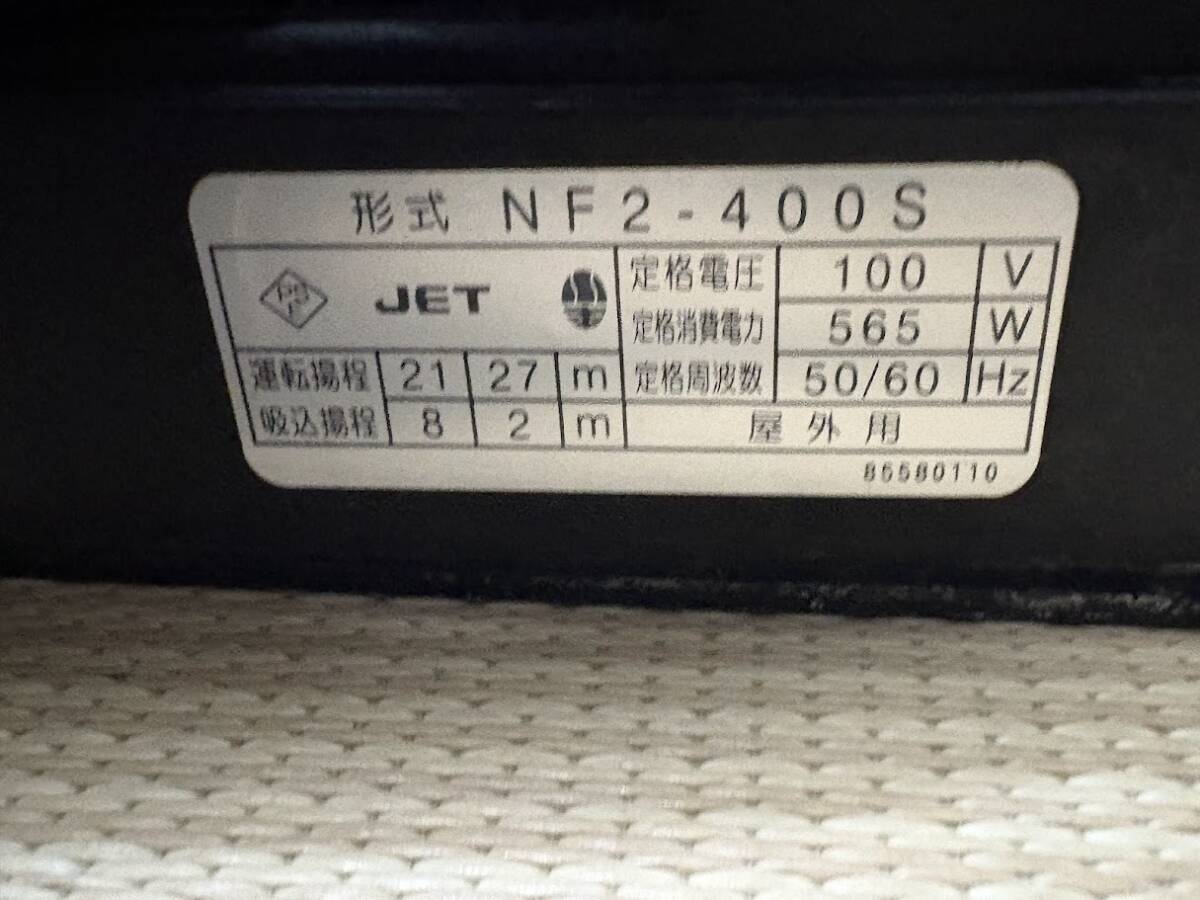 形式 NF2-400S
PS E JET
定格電圧 100 V
定格消費電力 565 W
運転揚程 21 27 m 定格周波数 50/60 Hz
吸込揚程 8 2 m 屋外用
85580110